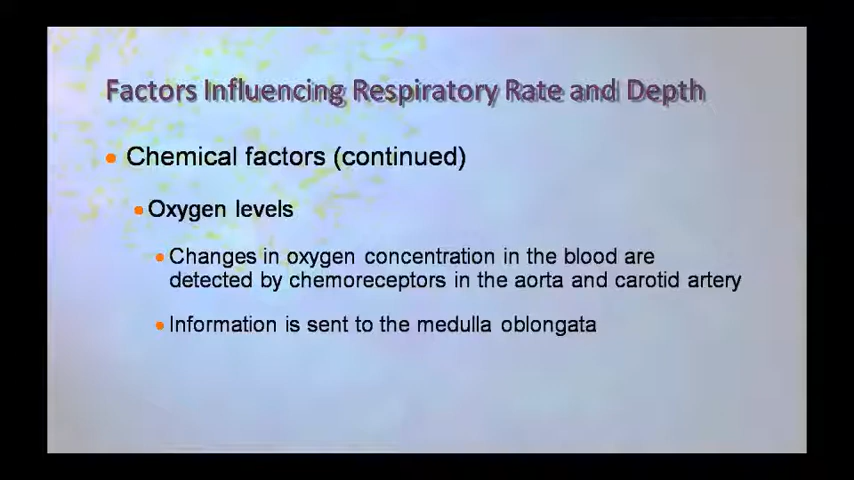 Factors Influencing Respiratory Rate and Depth
• Chemical factors (continued)
• Oxygen levels
• Changes in oxygen concentration in the blood are
detected by chemoreceptors in the aorta and carotid artery
• Information is sent to the medulla oblongata